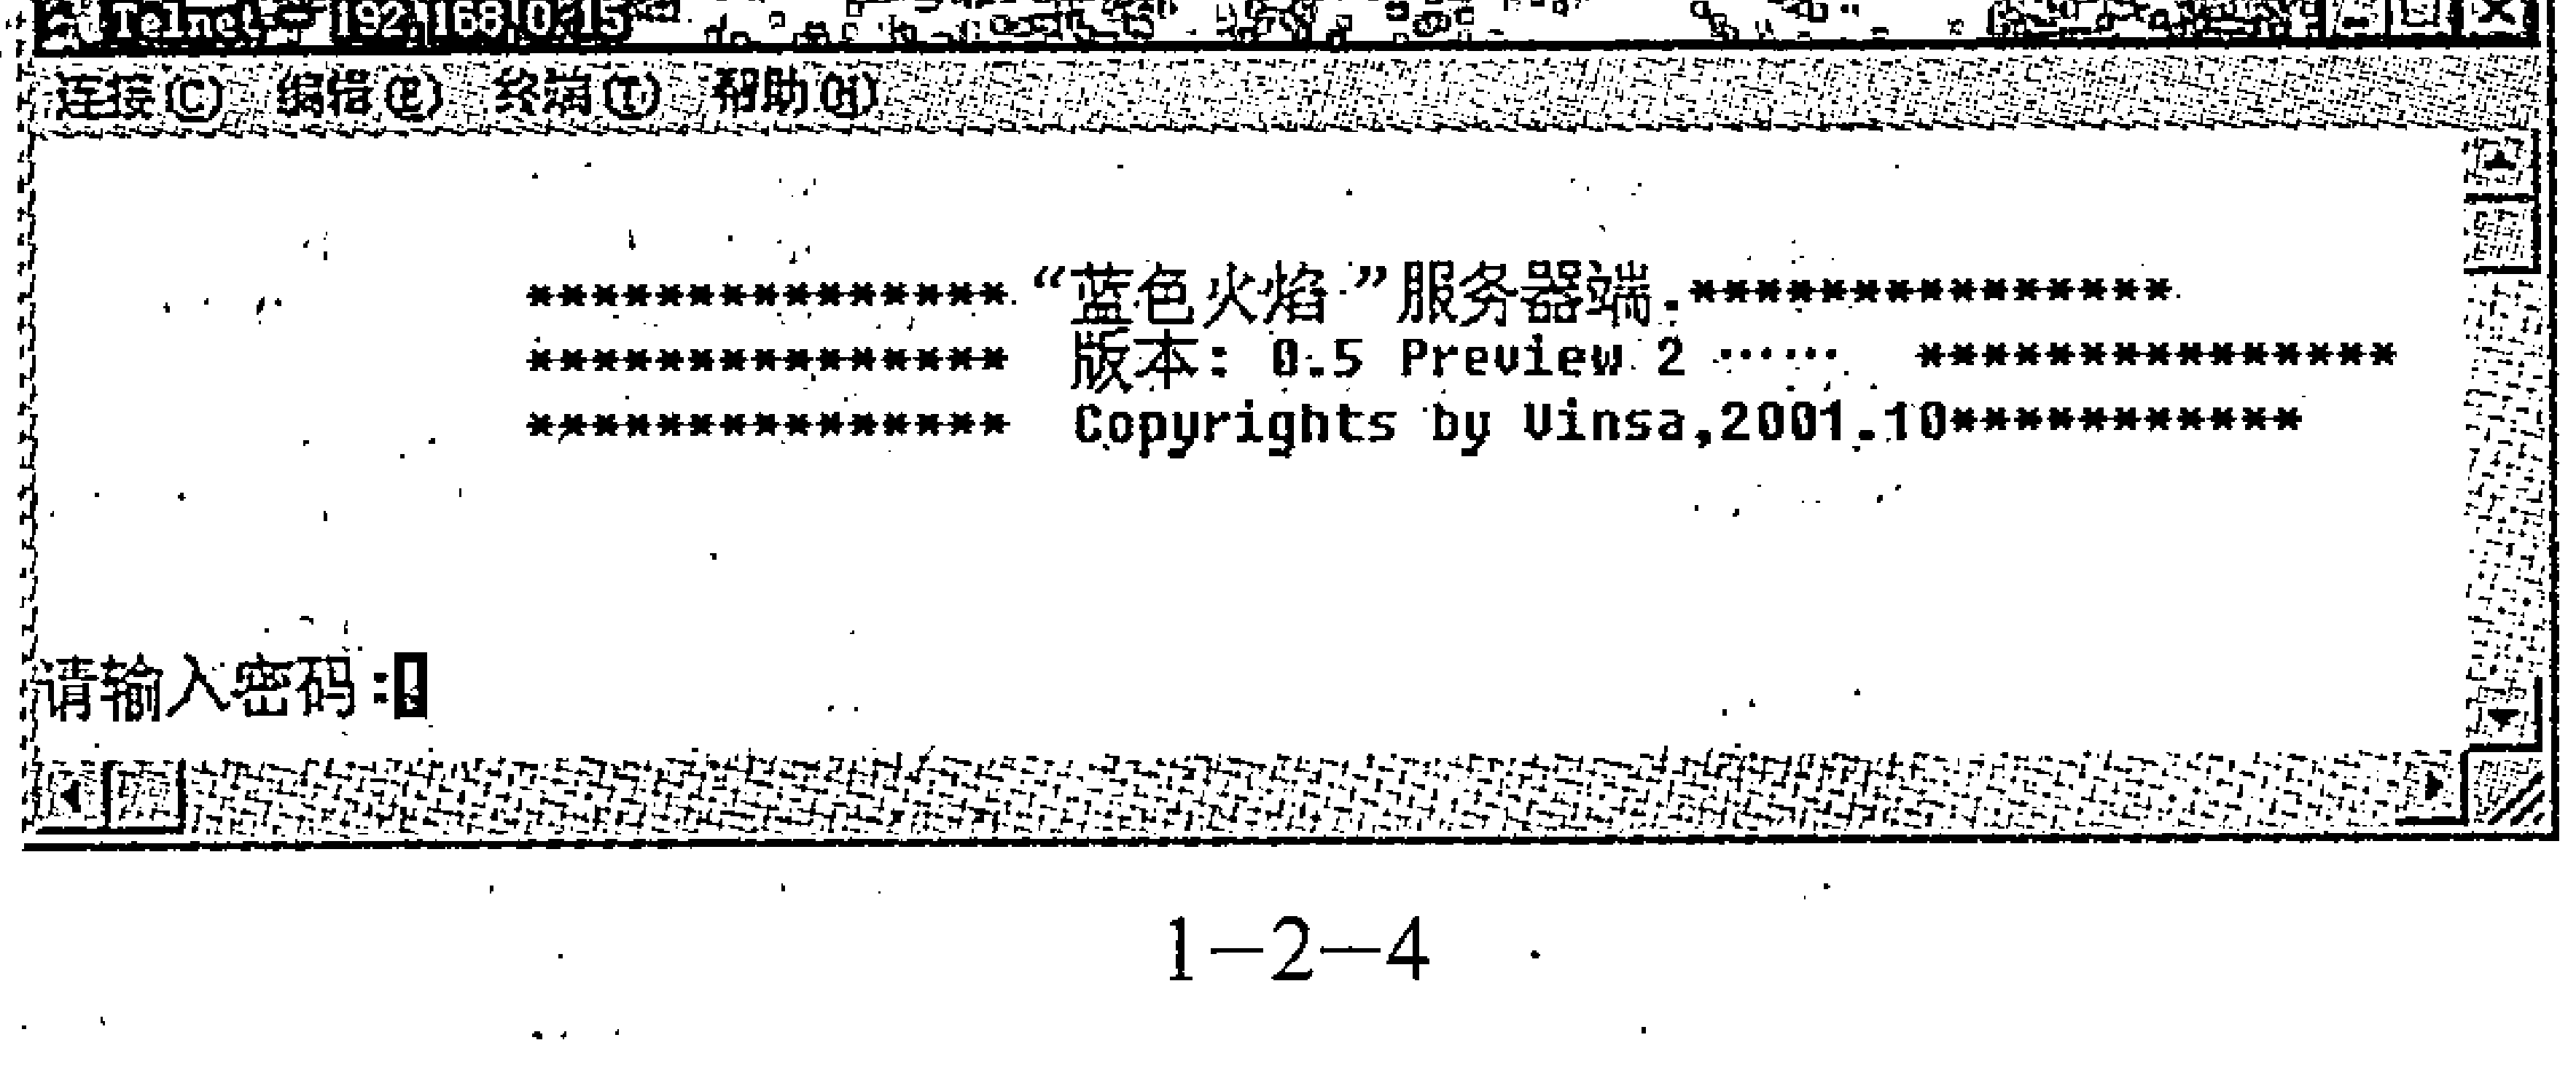 Telnet - 192.168.0.15
连接(C) 编辑(E) 终端(T) 帮助(H)
***************“蓝色火焰”服务器端.***************
*************** 版本: 0.5 Preview 2 ······ ***************
*************** Copyrights by Vinsa,2001.10***********
请输入密码:
1-2-4